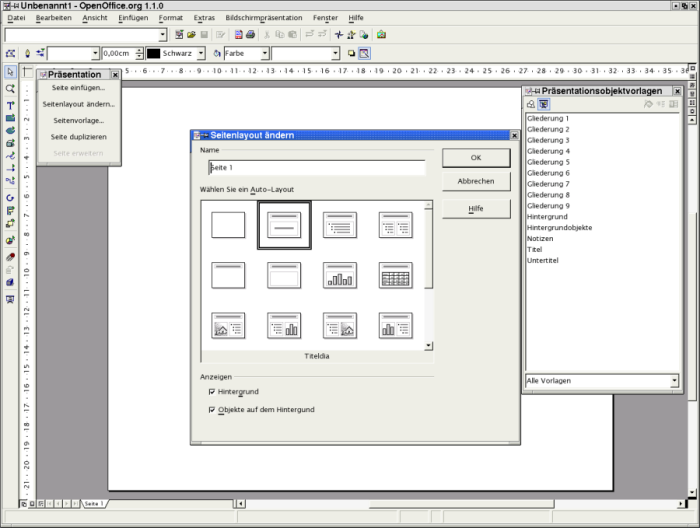 Unbenannt1 - OpenOffice.org 1.1.0
Datei Bearbeiten Ansicht Einfügen Format Extras Bildschirmpräsentation Fenster Hilfe
0,00cm Schwarz Farbe
Präsentation
Seite einfügen...
Seitenlayout ändern...
Seitenvorlage...
Seite duplizieren
Seite erweitern
Präsentationsobjektvorlagen
Gliederung 1
Gliederung 2
Gliederung 3
Gliederung 4
Gliederung 5
Gliederung 6
Gliederung 7
Gliederung 8
Gliederung 9
Hintergrund
Hintergrundobjekte
Notizen
Titel
Untertitel
Alle Vorlagen
Seitenlayout ändern
Name
Seite 1
Wählen Sie ein Auto-Layout
Titeldia
Anzeigen
Hintergrund
Objekte auf dem Hintergund
OK
Abbrechen
Hilfe
Seite 1